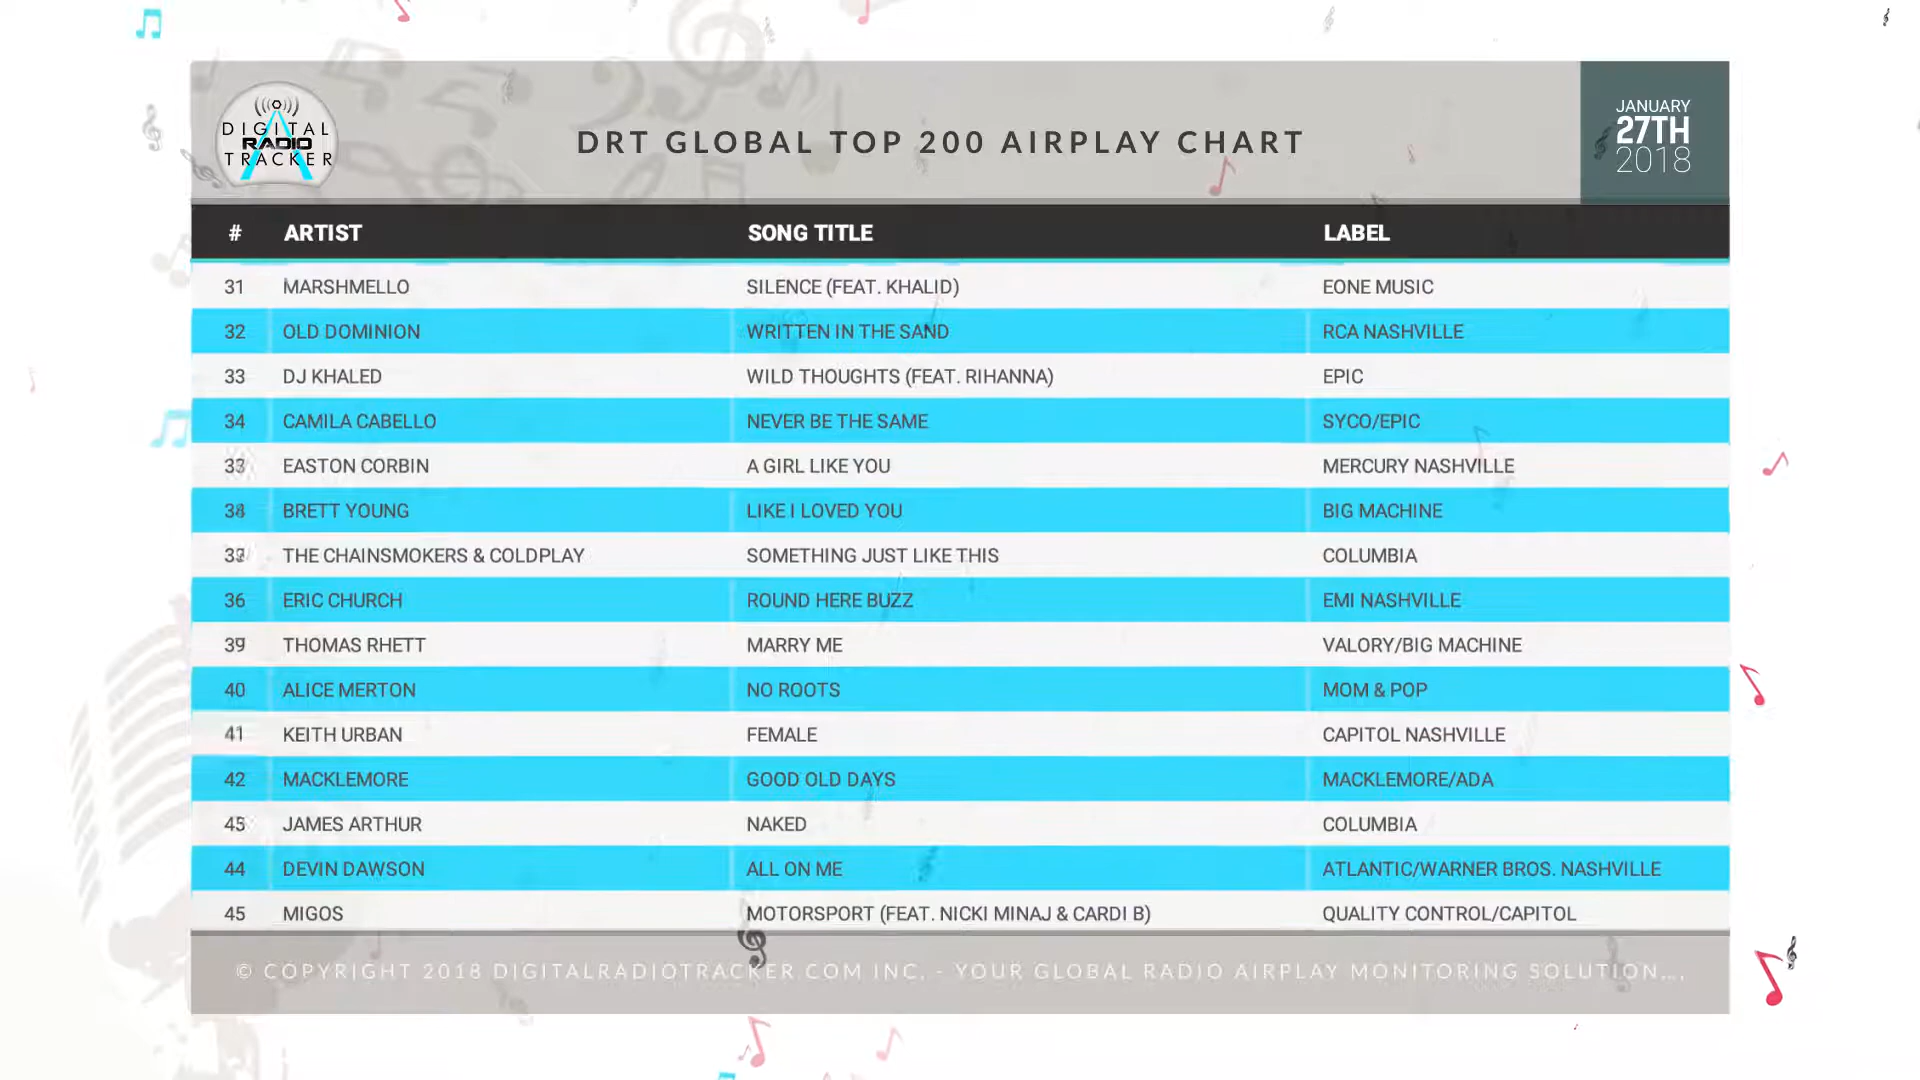 DIGITAL
RADIO
TRACKER
DRT GLOBAL TOP 200 AIRPLAY CHART
JANUARY
27TH
2018
# ARTIST SONG TITLE LABEL
31 MARSHMELLO SILENCE (FEAT. KHALID) EONE MUSIC
32 OLD DOMINION WRITTEN IN THE SAND RCA NASHVILLE
33 DJ KHALED WILD THOUGHTS (FEAT. RIHANNA) EPIC
34 CAMILA CABELLO NEVER BE THE SAME SYCO/EPIC
EASTON CORBIN A GIRL LIKE YOU MERCURY NASHVILLE
BRETT YOUNG LIKE I LOVED YOU BIG MACHINE
THE CHAINSMOKERS & COLDPLAY SOMETHING JUST LIKE THIS COLUMBIA
36 ERIC CHURCH ROUND HERE BUZZ EMI NASHVILLE
39 THOMAS RHETT MARRY ME VALORY/BIG MACHINE
40 ALICE MERTON NO ROOTS MOM & POP
41 KEITH URBAN FEMALE CAPITOL NASHVILLE
42 MACKLEMORE GOOD OLD DAYS MACKLEMORE/ADA
45 JAMES ARTHUR NAKED COLUMBIA
44 DEVIN DAWSON ALL ON ME ATLANTIC/WARNER BROS. NASHVILLE
45 MIGOS MOTORSPORT (FEAT. NICKI MINAJ & CARDI B) QUALITY CONTROL/CAPITOL
© COPYRIGHT 2018 DIGITALRADIOTRACKER.COM INC. - YOUR GLOBAL RADIO AIRPLAY MONITORING SOLUTION....